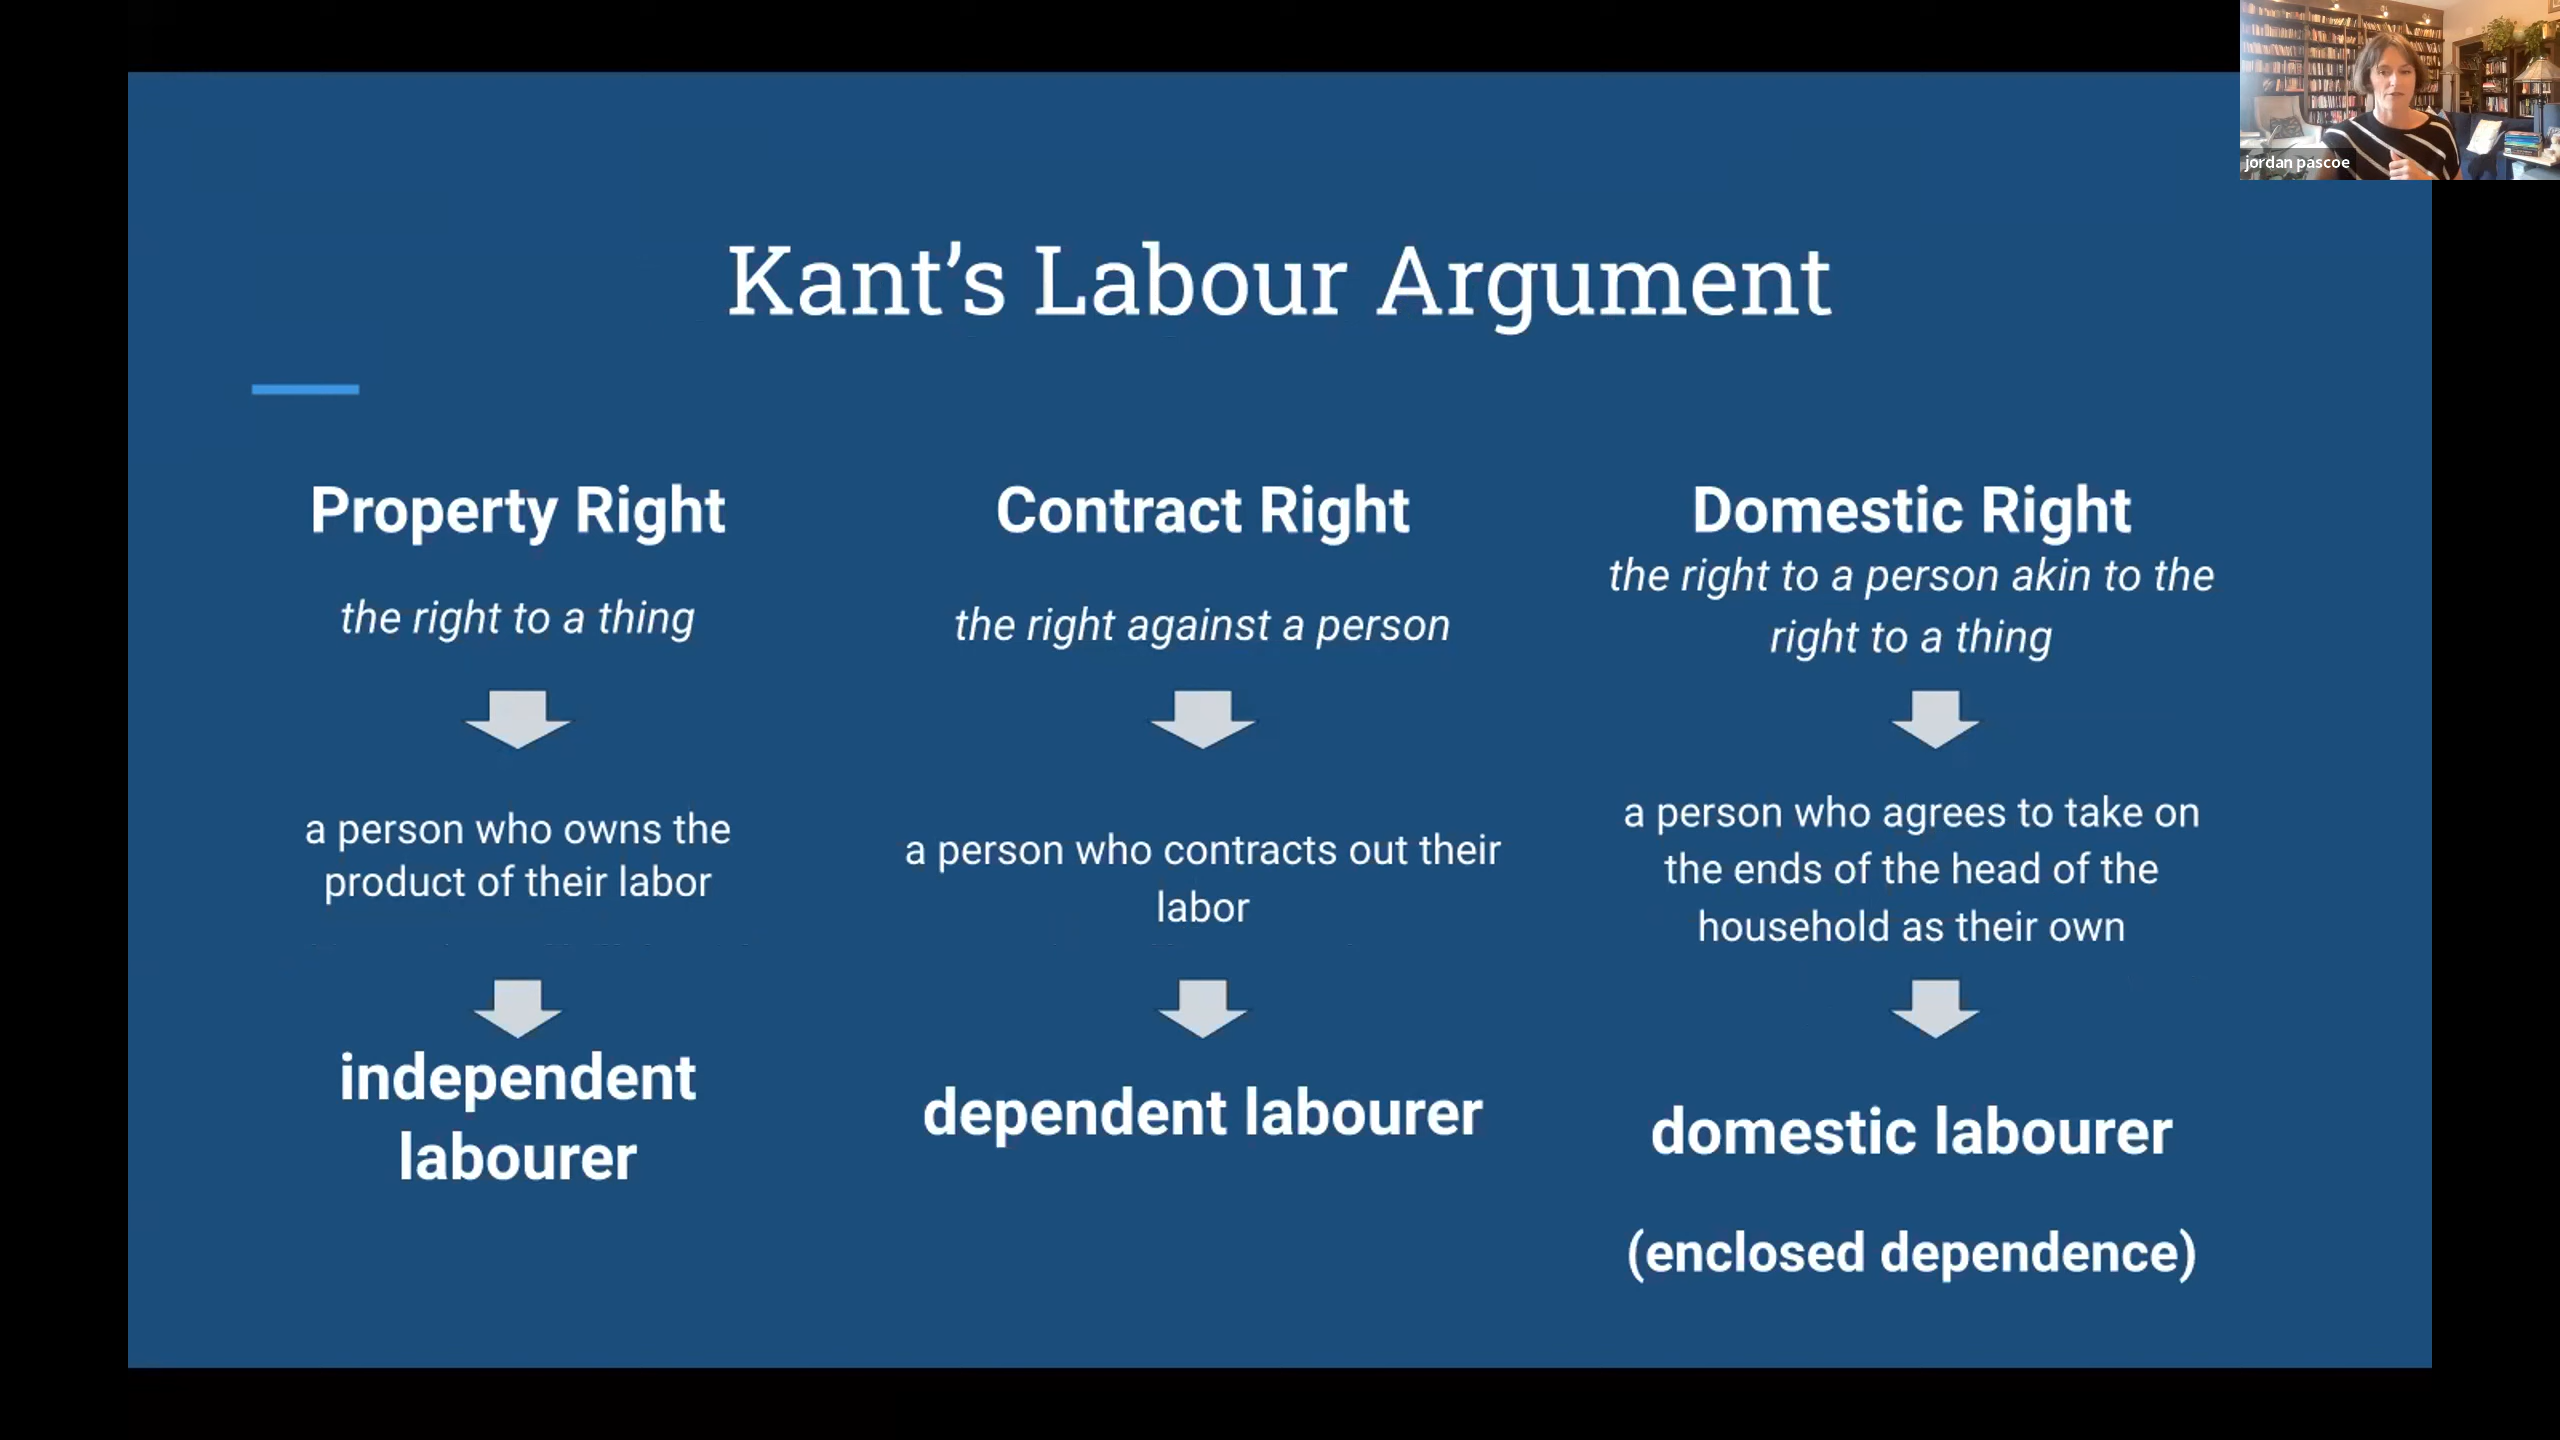 jordan pascoe
Kant’s Labour Argument
Property Right
the right to a thing
a person who owns the
product of their labor
independent
labourer
Contract Right
the right against a person
a person who contracts out their
labor
dependent labourer
Domestic Right
the right to a person akin to the
right to a thing
a person who agrees to take on
the ends of the head of the
household as their own
domestic labourer
(enclosed dependence)